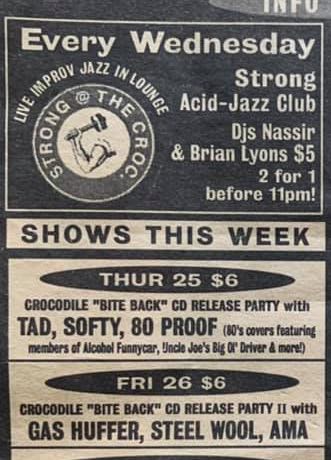 INFO
Every Wednesday
LIVE IMPROV JAZZ IN LOUNGE
STRONG @ THE CROC.
Strong
Acid-Jazz Club
Djs Nassir
& Brian Lyons $5
2 for 1
before 11pm!
SHOWS THIS WEEK
THUR 25 $6
CROCODILE "BITE BACK" CD RELEASE PARTY with
TAD, SOFTY, 80 PROOF (80's covers featuring
members of Alcohol Funnycar, Uncle Joe's Big Ol' Driver & more!)
FRI 26 $6
CROCODILE "BITE BACK" CD RELEASE PARTY II with
GAS HUFFER, STEEL WOOL, AMA